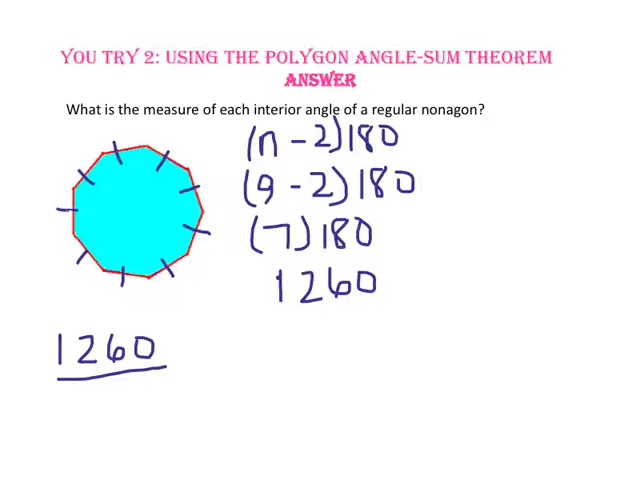 YOU TRY 2: USING THE POLYGON ANGLE-SUM THEOREM
ANSWER
What is the measure of each interior angle of a regular nonagon?
(n - 2)180
(9 - 2)180
(7)180
1260
1260